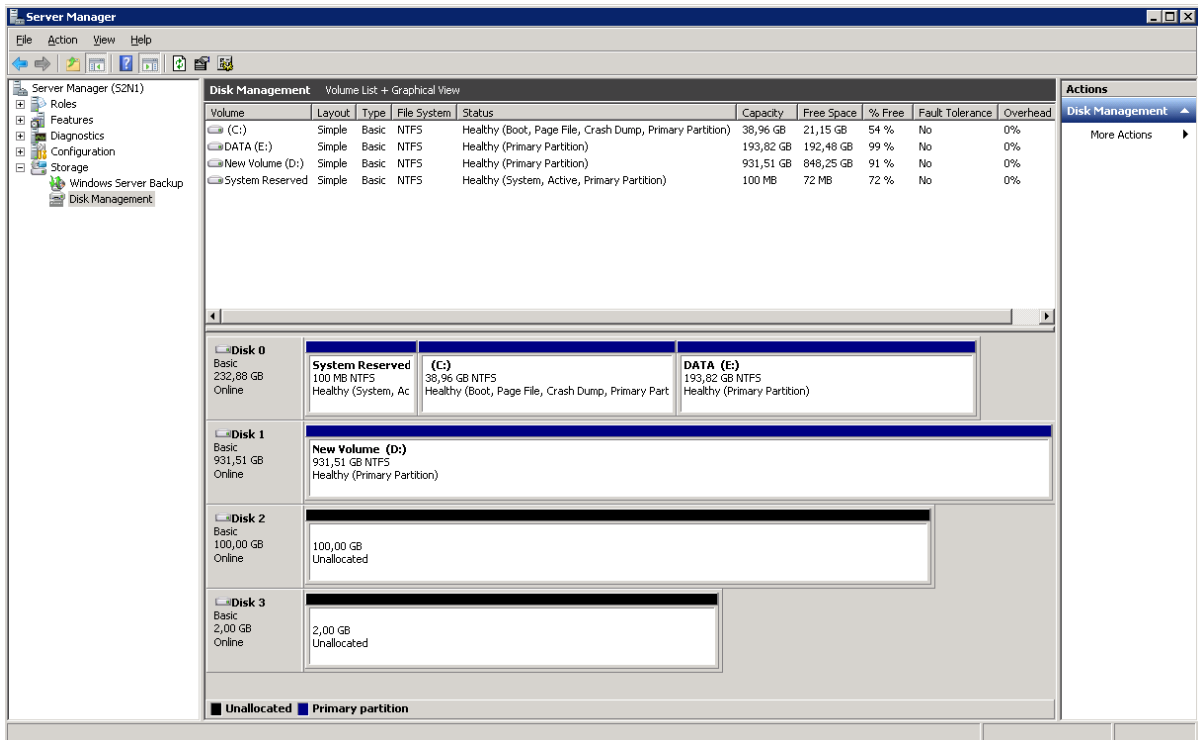 Server Manager
File Action View Help
Server Manager (S2N1)
Roles
Features
Diagnostics
Configuration
Storage
Windows Server Backup
Disk Management
Disk Management Volume List + Graphical View
Volume Layout Type File System Status Capacity Free Space % Free Fault Tolerance Overhead
(C:) Simple Basic NTFS Healthy (Boot, Page File, Crash Dump, Primary Partition) 38,96 GB 21,15 GB 54 % No 0%
DATA (E:) Simple Basic NTFS Healthy (Primary Partition) 193,82 GB 192,48 GB 99 % No 0%
New Volume (D:) Simple Basic NTFS Healthy (Primary Partition) 931,51 GB 848,25 GB 91 % No 0%
System Reserved Simple Basic NTFS Healthy (System, Active, Primary Partition) 100 MB 72 MB 72 % No 0%
Disk 0
Basic
232,88 GB
Online
System Reserved
100 MB NTFS
Healthy (System, Ac
(C:)
38,96 GB NTFS
Healthy (Boot, Page File, Crash Dump, Primary Part
DATA (E:)
193,82 GB NTFS
Healthy (Primary Partition)
Disk 1
Basic
931,51 GB
Online
New Volume (D:)
931,51 GB NTFS
Healthy (Primary Partition)
Disk 2
Basic
100,00 GB
Online
100,00 GB
Unallocated
Disk 3
Basic
2,00 GB
Online
2,00 GB
Unallocated
Unallocated Primary partition
Actions
Disk Management
More Actions